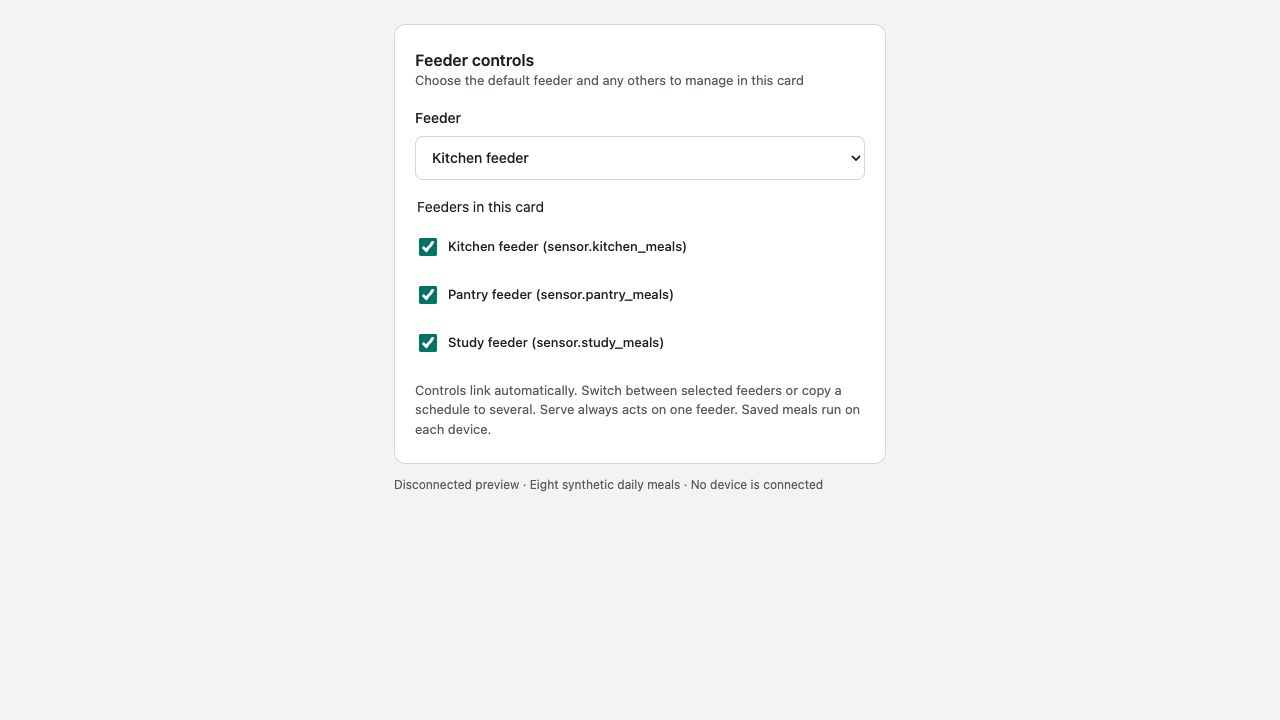 Feeder controls
Choose the default feeder and any others to manage in this card
Feeder
Kitchen feeder
Feeders in this card
Kitchen feeder (sensor.kitchen_meals)
Pantry feeder (sensor.pantry_meals)
Study feeder (sensor.study_meals)
Controls link automatically. Switch between selected feeders or copy a
schedule to several. Serve always acts on one feeder. Saved meals run on
each device.
Disconnected preview · Eight synthetic daily meals · No device is connected